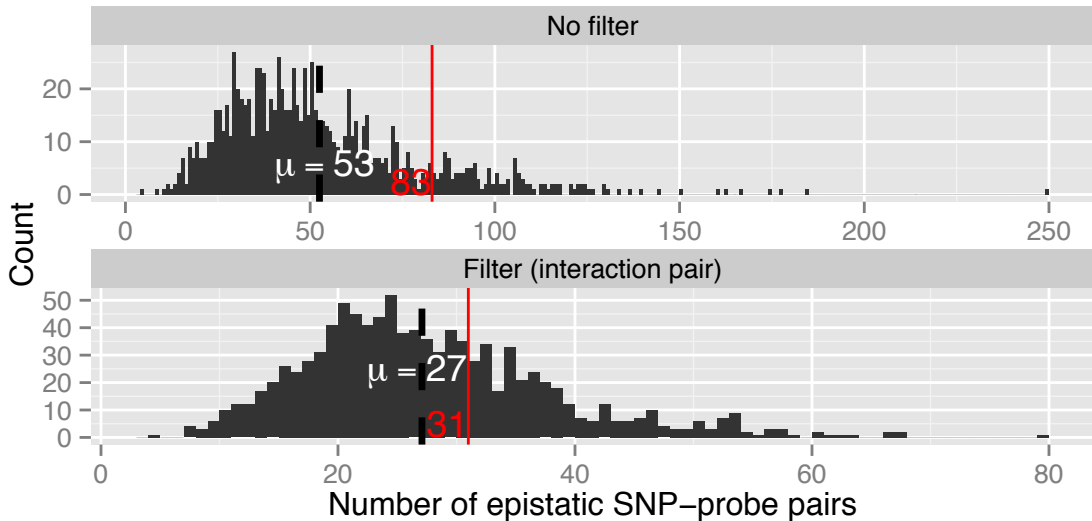 No filter
20
10
0
μ = 53
83
0 50 100 150 200 250
Count
Filter (interaction pair)
50
40
30
20
10
0
μ = 27
31
0 20 40 60 80
Number of epistatic SNP−probe pairs